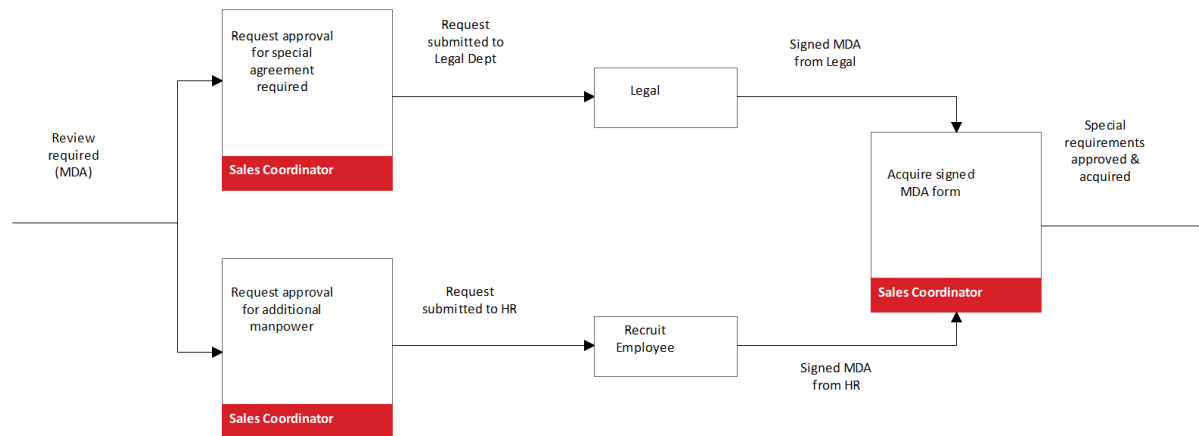 Review
required
(MDA)
Request approval
for special
agreement
required
Sales Coordinator
Request
submitted to
Legal Dept
Legal
Signed MDA
from Legal
Request approval
for additional
manpower
Sales Coordinator
Request
submitted to HR
Recruit
Employee
Signed MDA
from HR
Acquire signed
MDA form
Sales Coordinator
Special
requirements
approved &
acquired